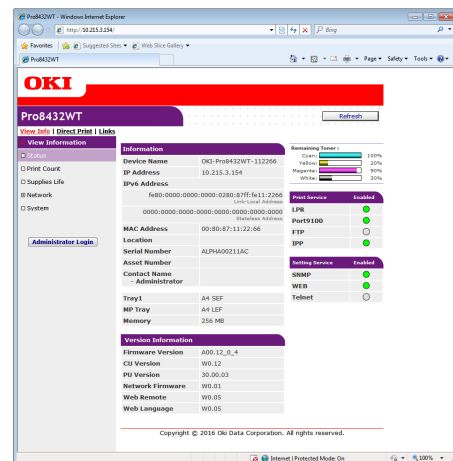 Pro8432WT - Windows Internet Explorer
http://10.215.3.154/
Bing
Favorites Suggested Sites Web Slice Gallery
Pro8432WT
Page Safety Tools
OKI
Pro8432WT
Refresh
View Info | Direct Print | Links
View Information
Status
Print Count
Supplies Life
Network
System
Administrator Login
Information
Device Name OKI-Pro8432WT-112266
IP Address 10.215.3.154
IPv6 Address
fe80:0000:0000:0000:0280:87ff:fe11:2266
Link-Local Address
0000:0000:0000:0000:0000:0000:0000:0000
Stateless Address
MAC Address 00:80:87:11:22:66
Location
Serial Number ALPHA00211AC
Asset Number
Contact Name
- Administrator
Tray1 A4 SEF
MP Tray A4 LEF
Memory 256 MB
Version Information
Firmware Version A00.12_0_4
CU Version W0.12
PU Version 30.00.03
Network Firmware W0.01
Web Remote W0.05
Web Language W0.05
Remaining Toner:
Cyan: 100%
Yellow: 20%
Magenta: 90%
White: 30%
Print Service Enabled
LPR
Port9100
FTP
IPP
Setting Service Enabled
SNMP
WEB
Telnet
Copyright © 2016 Oki Data Corporation. All rights reserved.
Internet | Protected Mode: On 100%